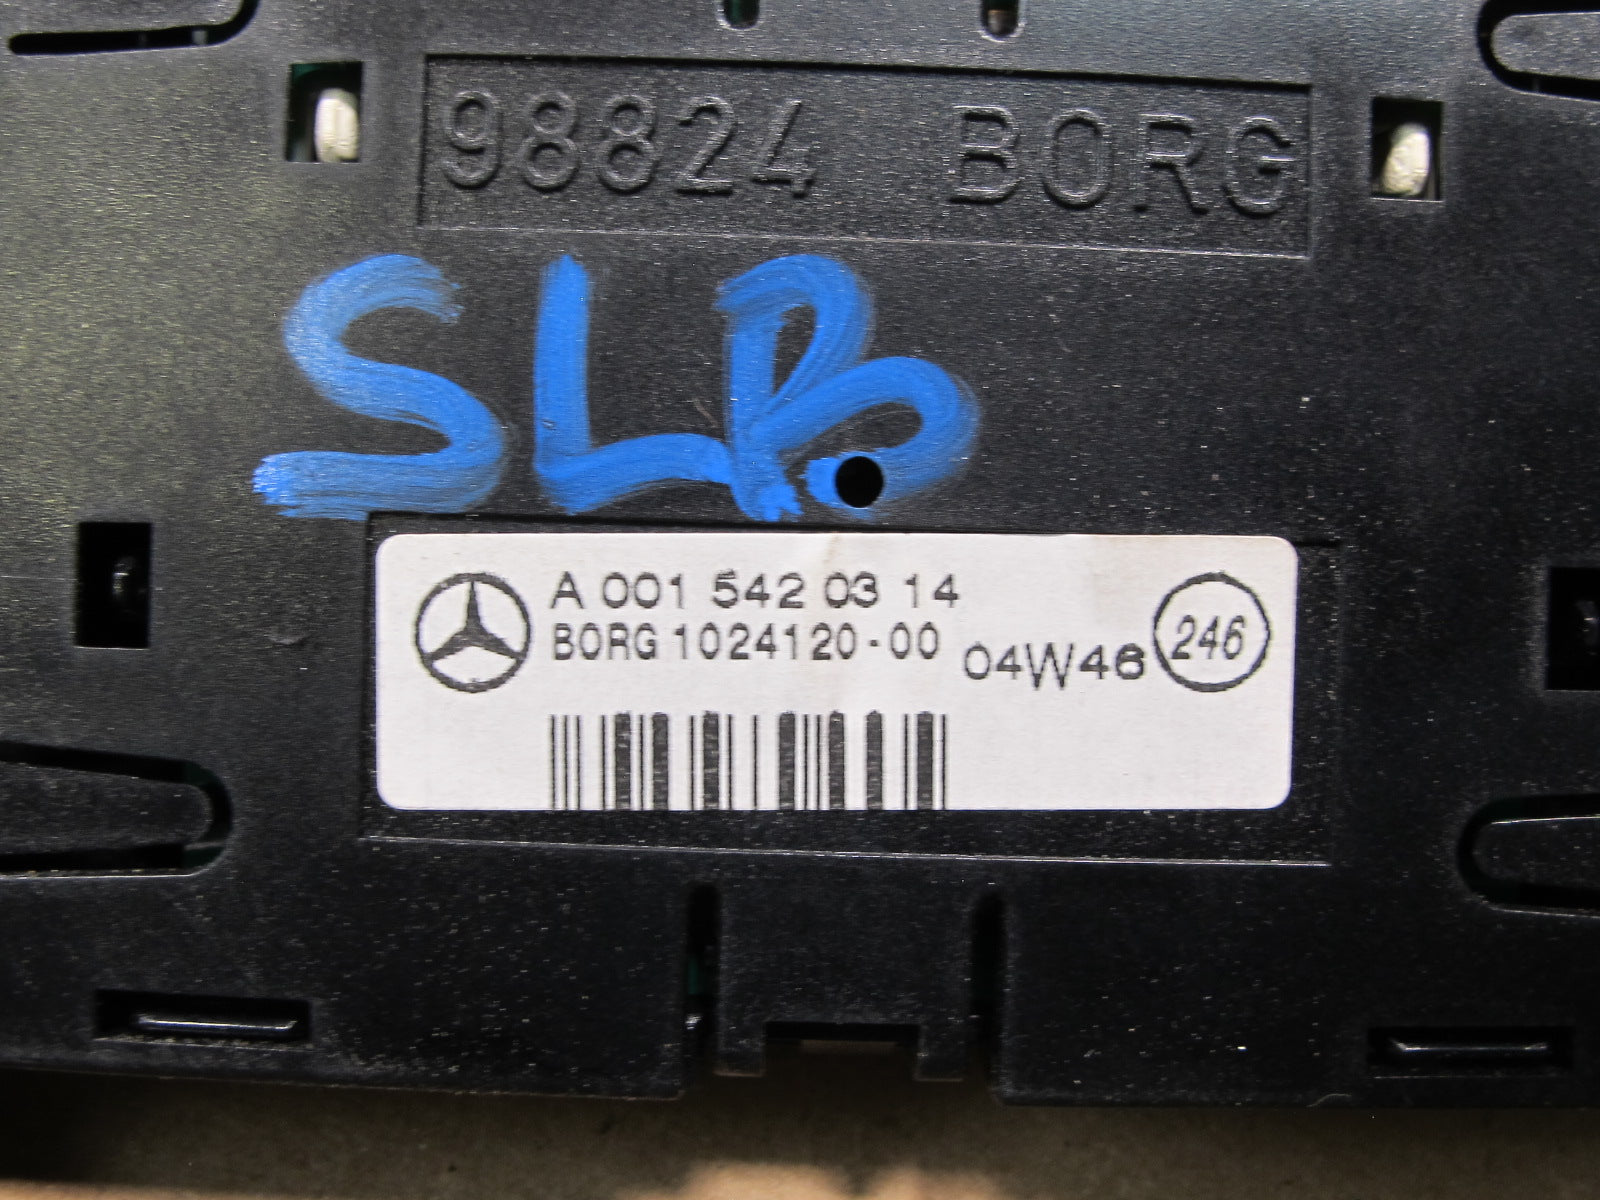 98824 BORG
SLB
A 001 542 03 14
BORG 1024120-00 04W46 246